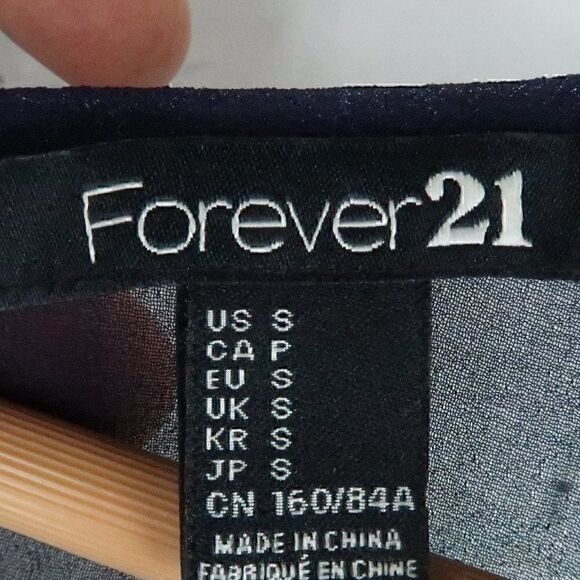 Forever21
US S
CA P
EU S
UK S
KR S
JP S
CN 160/84A
MADE IN CHINA
FABRIQUÉ EN CHINE